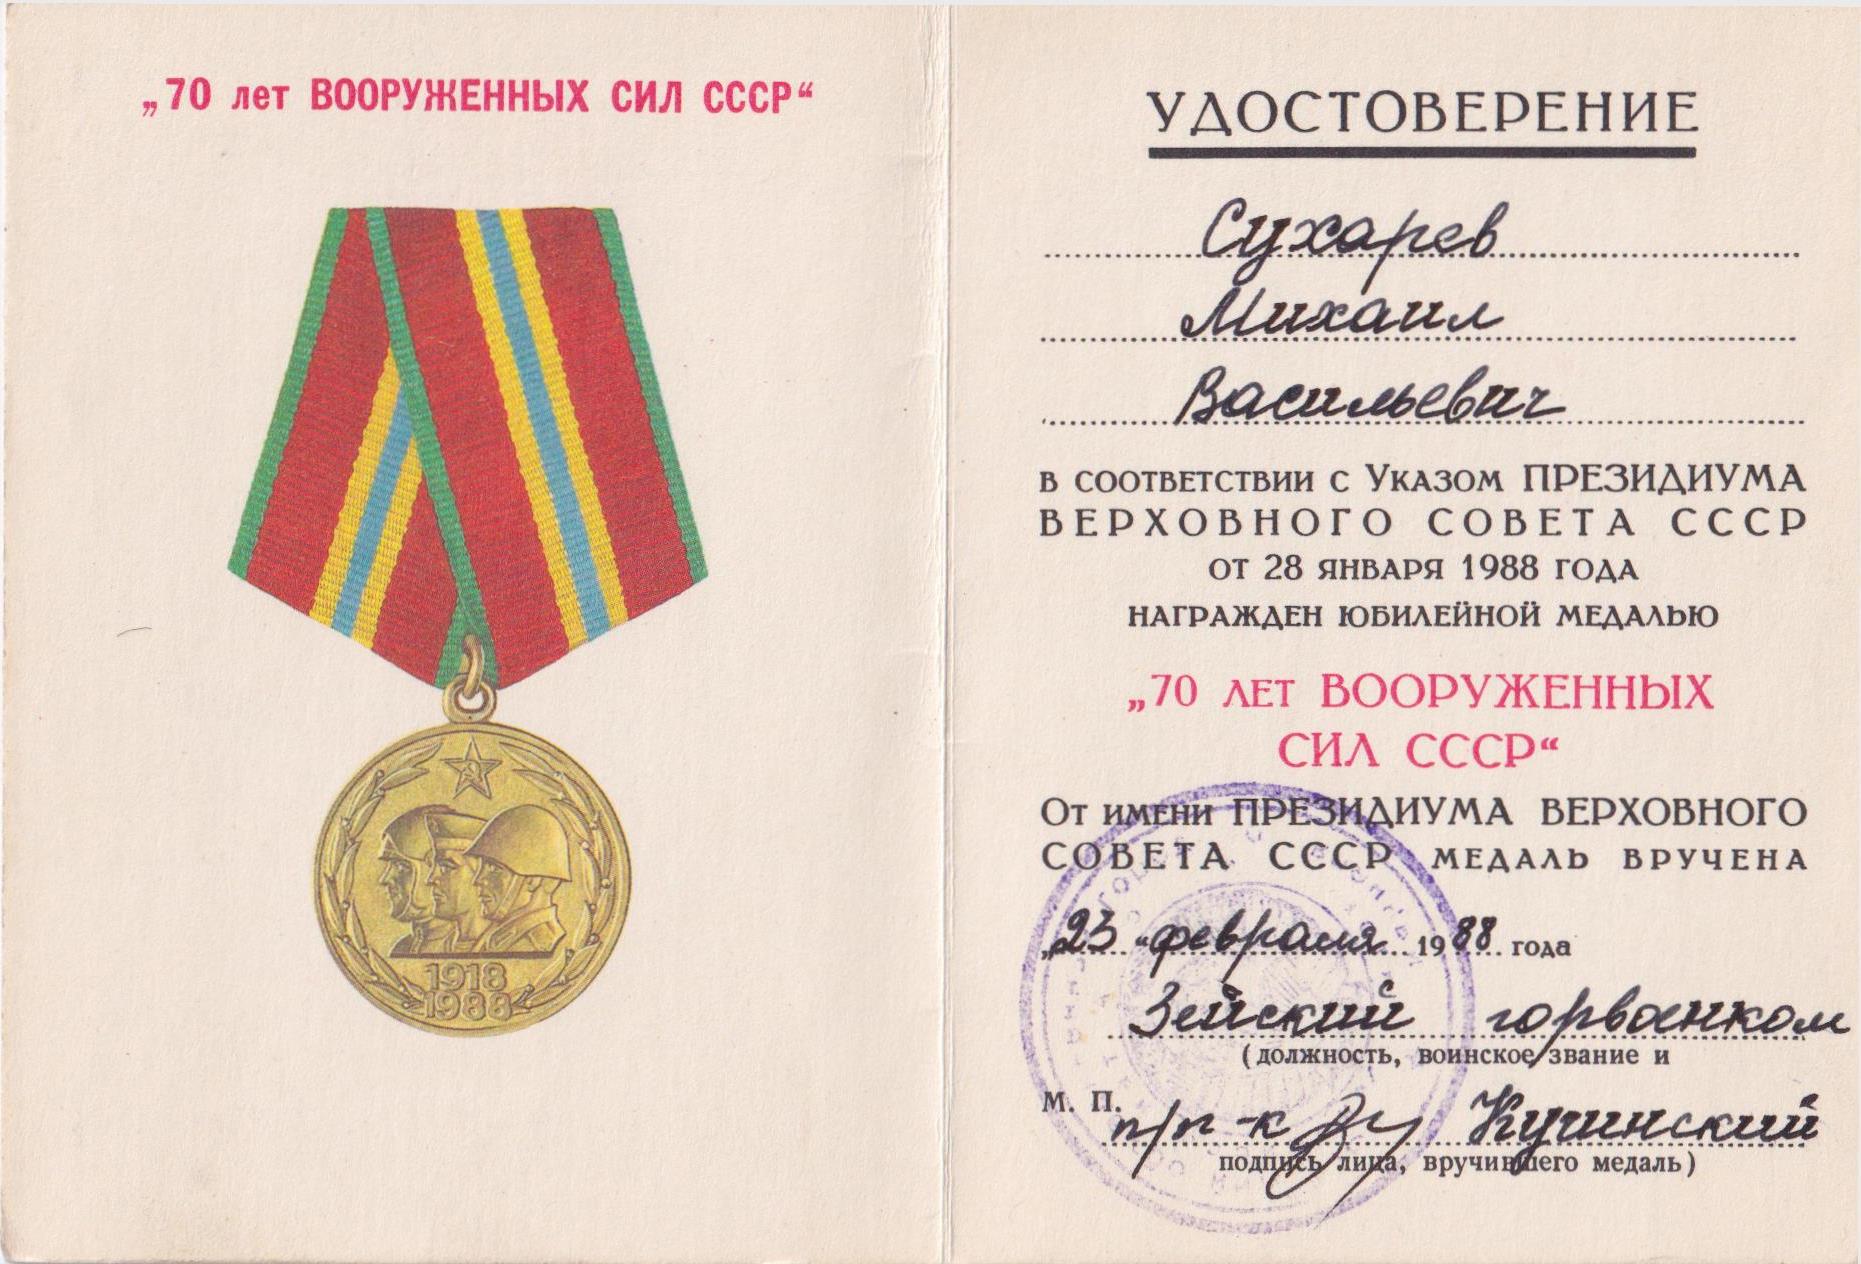 „70 лет ВООРУЖЕННЫХ СИЛ СССР“
1918
1988
УДОСТОВЕРЕНИЕ
Сухарев
Михаил
Васильевич
В СООТВЕТСТВИИ С УКАЗОМ ПРЕЗИДИУМА
ВЕРХОВНОГО СОВЕТА СССР
ОТ 28 ЯНВАРЯ 1988 ГОДА
НАГРАЖДЕН ЮБИЛЕЙНОЙ МЕДАЛЬЮ
„70 ЛЕТ ВООРУЖЕННЫХ
СИЛ СССР“
ОТ ИМЕНИ ПРЕЗИДИУМА ВЕРХОВНОГО
СОВЕТА СССР МЕДАЛЬ ВРУЧЕНА
„23“ февраля 1988 года
Зейский горвоенком
(должность, воинское звание и
М. П.
п/п-к Кучинский
подпись лица, вручившего медаль)